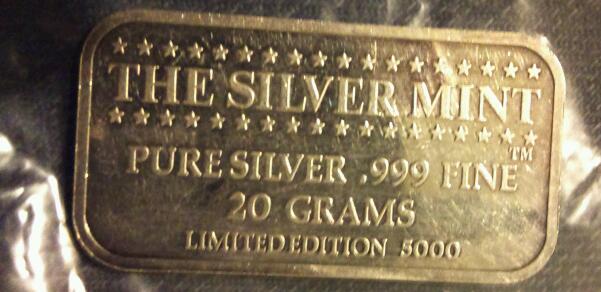 THE SILVER MINT
PURE SILVER .999 FINE™
20 GRAMS
LIMITED EDITION 5000